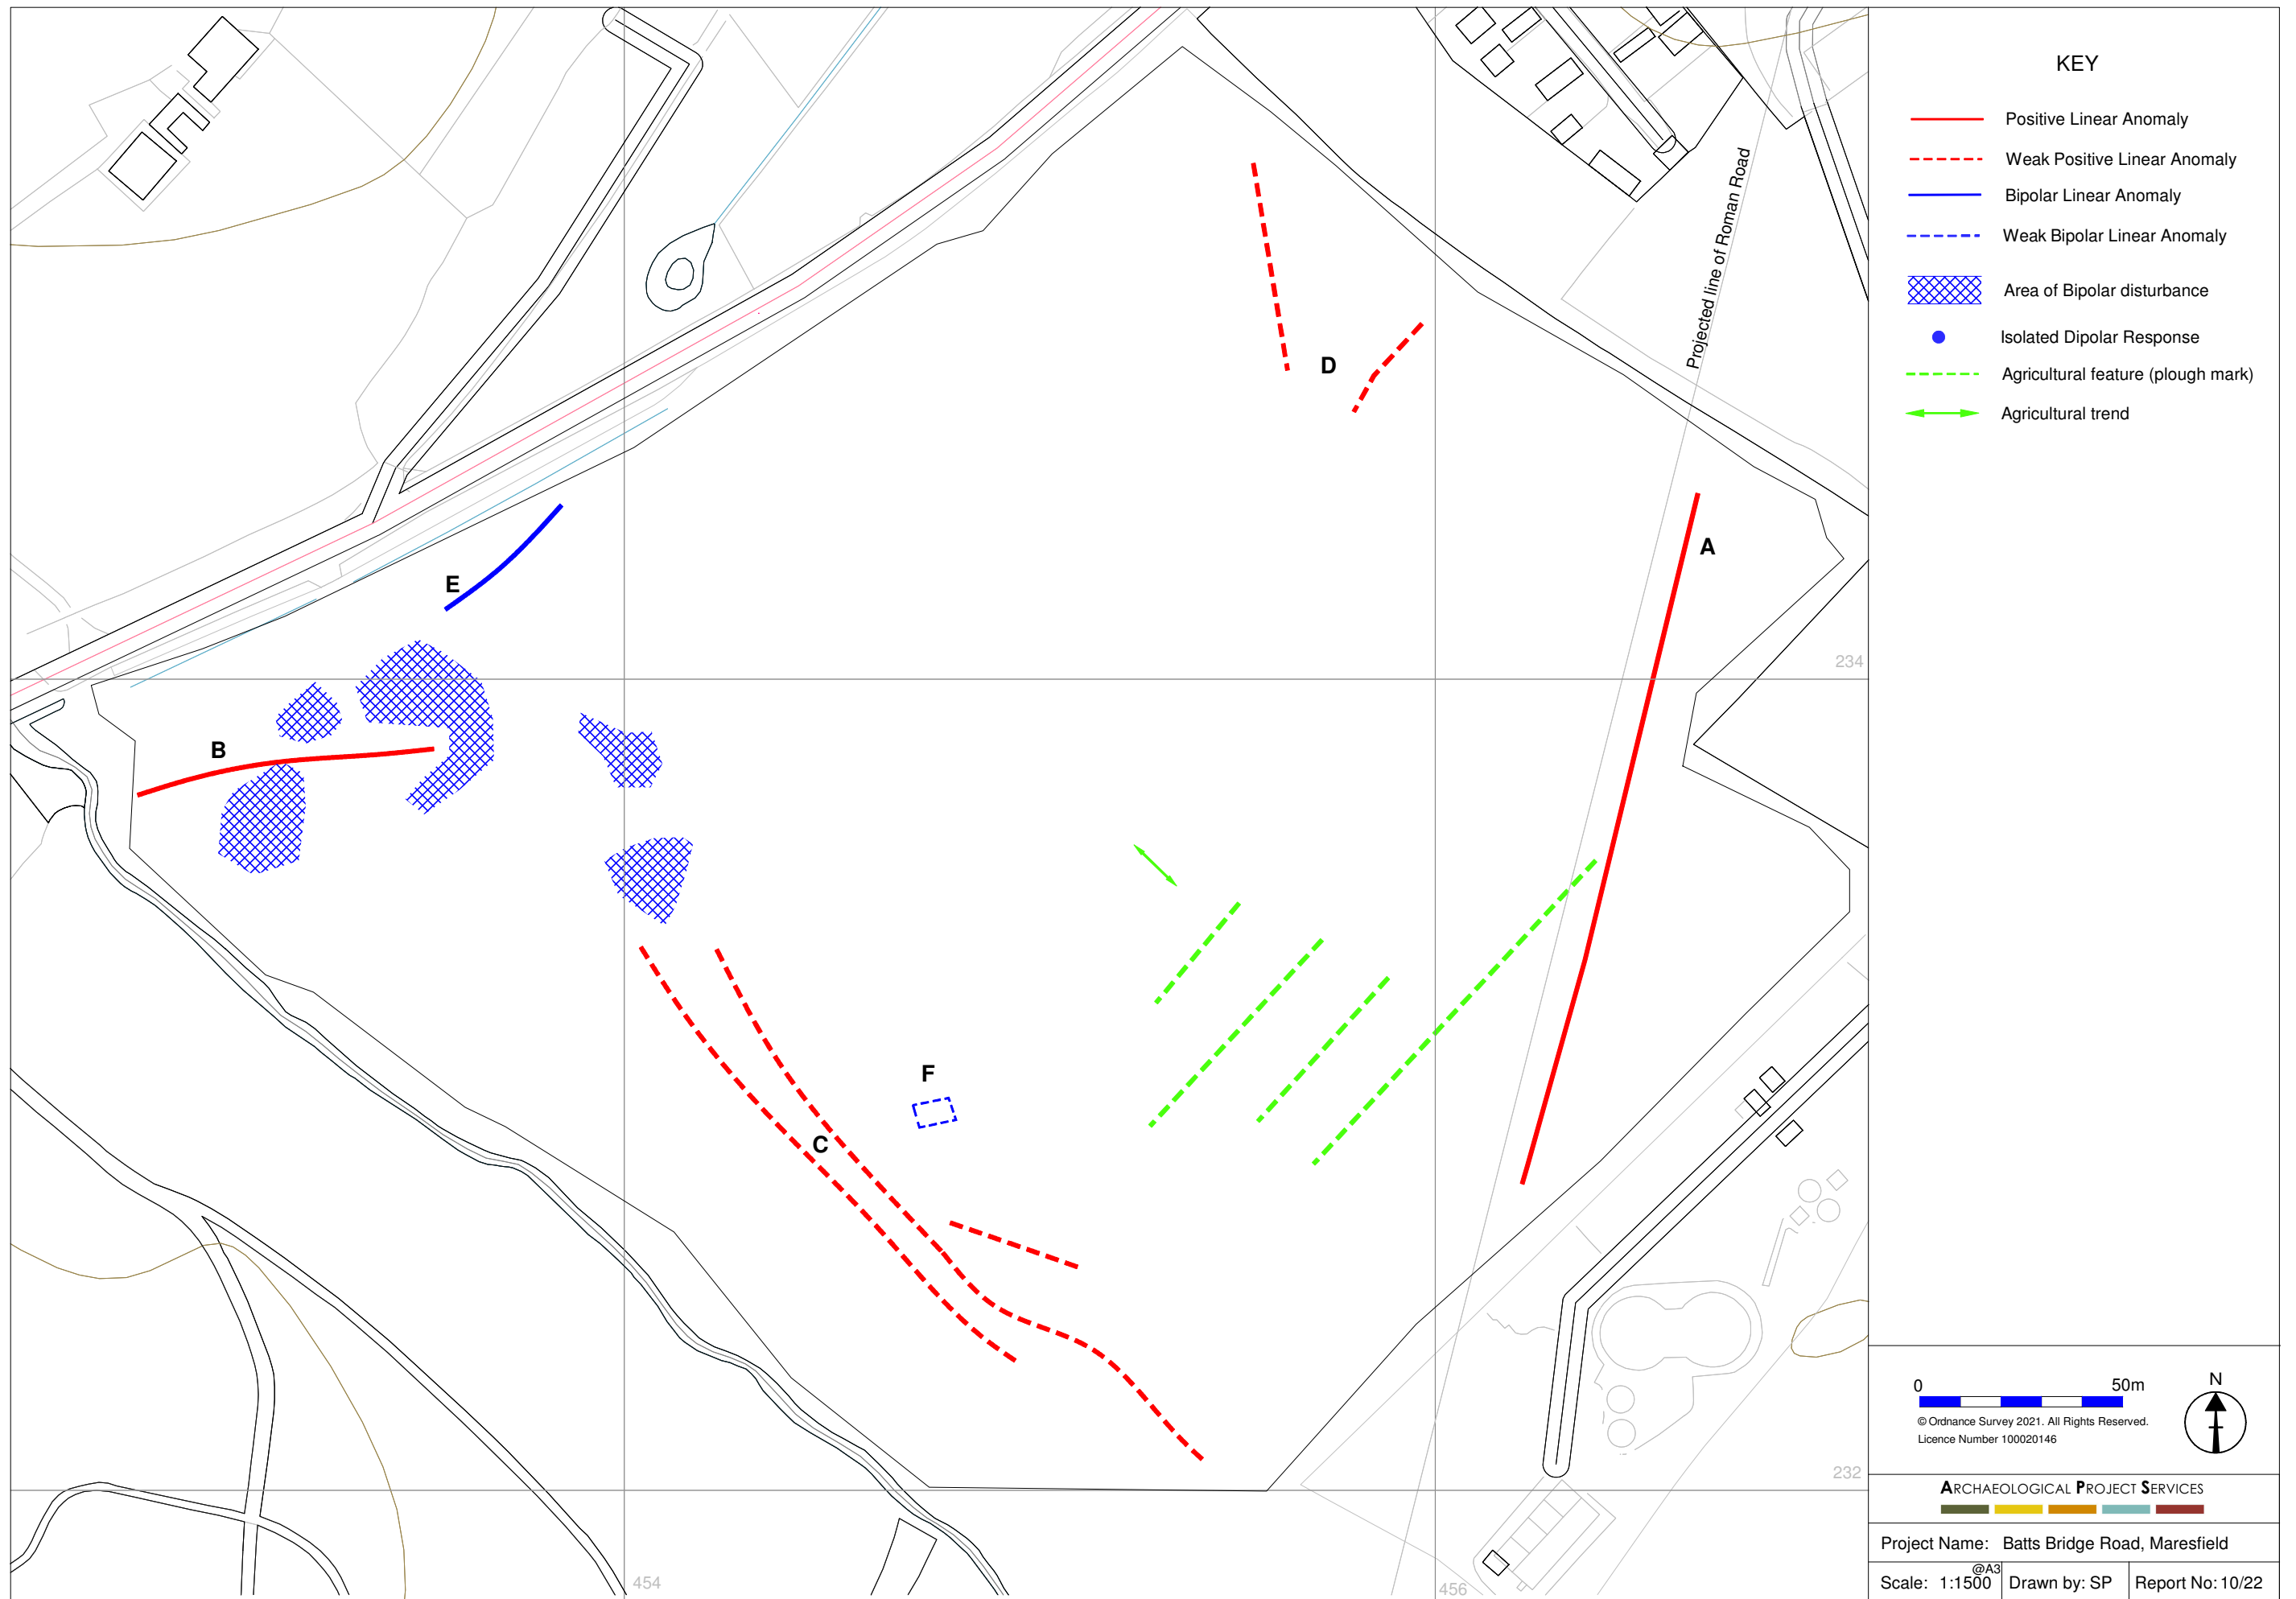 KEY
Positive Linear Anomaly
Weak Positive Linear Anomaly
Bipolar Linear Anomaly
Weak Bipolar Linear Anomaly
Area of Bipolar disturbance
Isolated Dipolar Response
Agricultural feature (plough mark)
Agricultural trend
Projected line of Roman Road
D
A
E
234
B
F
C
0 50m
N
© Ordnance Survey 2021. All Rights Reserved.
Licence Number 100020146
232
ARCHAEOLOGICAL PROJECT SERVICES
Project Name: Batts Bridge Road, Maresfield
@A3
Scale: 1:1500
Drawn by: SP
Report No: 10/22
454
456